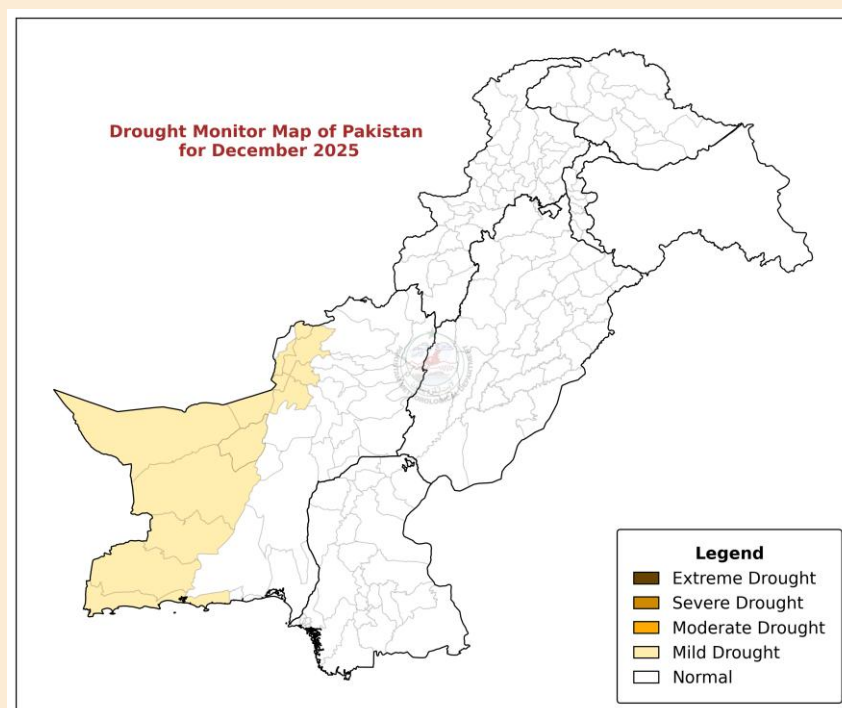 Drought Monitor Map of Pakistan
for December 2025
Legend
Extreme Drought
Severe Drought
Moderate Drought
Mild Drought
Normal